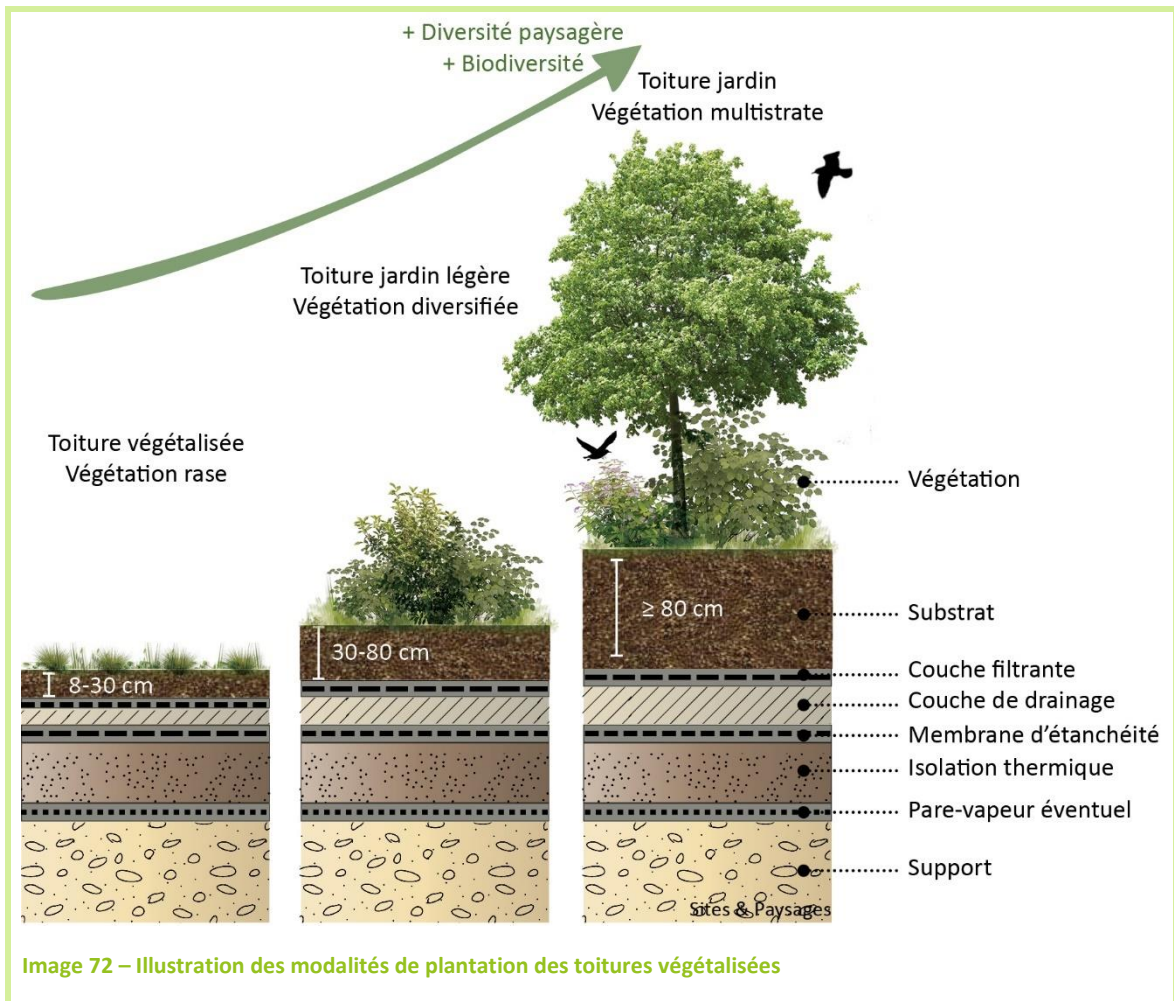 + Diversité paysagère
+ Biodiversité
Toiture jardin
Végétation multistrate
Toiture jardin légère
Végétation diversifiée
Toiture végétalisée
Végétation rase
8-30 cm
30-80 cm
≥ 80 cm
Végétation
Substrat
Couche filtrante
Couche de drainage
Membrane d’étanchéité
Isolation thermique
Pare-vapeur éventuel
Support
Sites & Paysages
Image 72 – Illustration des modalités de plantation des toitures végétalisées